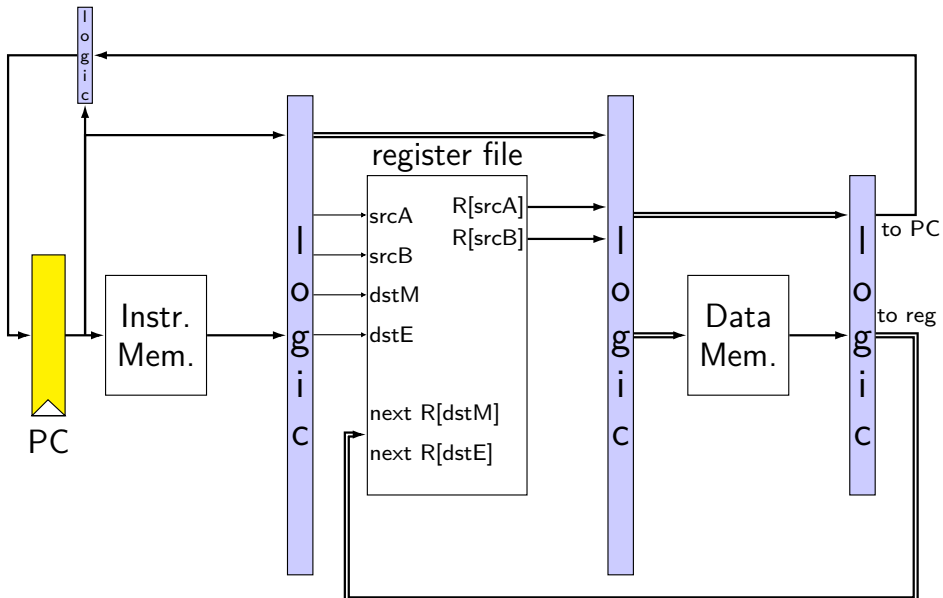 logic
register file
logic
srcA
srcB
dstM
dstE
next R[dstM]
next R[dstE]
R[srcA]
R[srcB]
logic
logic
to PC
to reg
PC
Instr.
Mem.
Data
Mem.